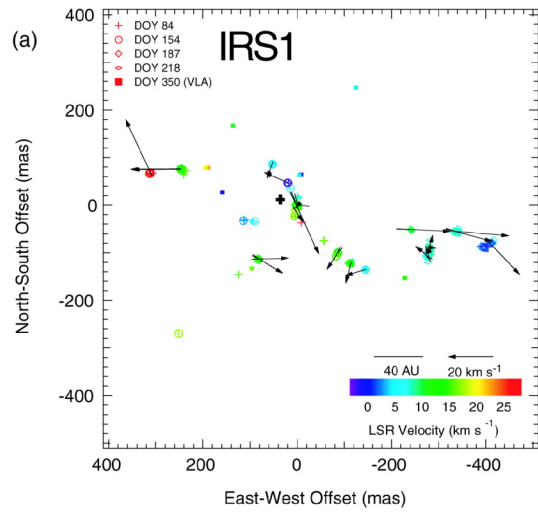 (a)
IRS1
DOY 84
DOY 154
DOY 187
DOY 218
DOY 350 (VLA)
400
200
0
-200
-400
North-South Offset (mas)
40 AU
20 km s⁻¹
0 5 10 15 20 25
LSR Velocity (km s⁻¹)
400 200 0 -200 -400
East-West Offset (mas)